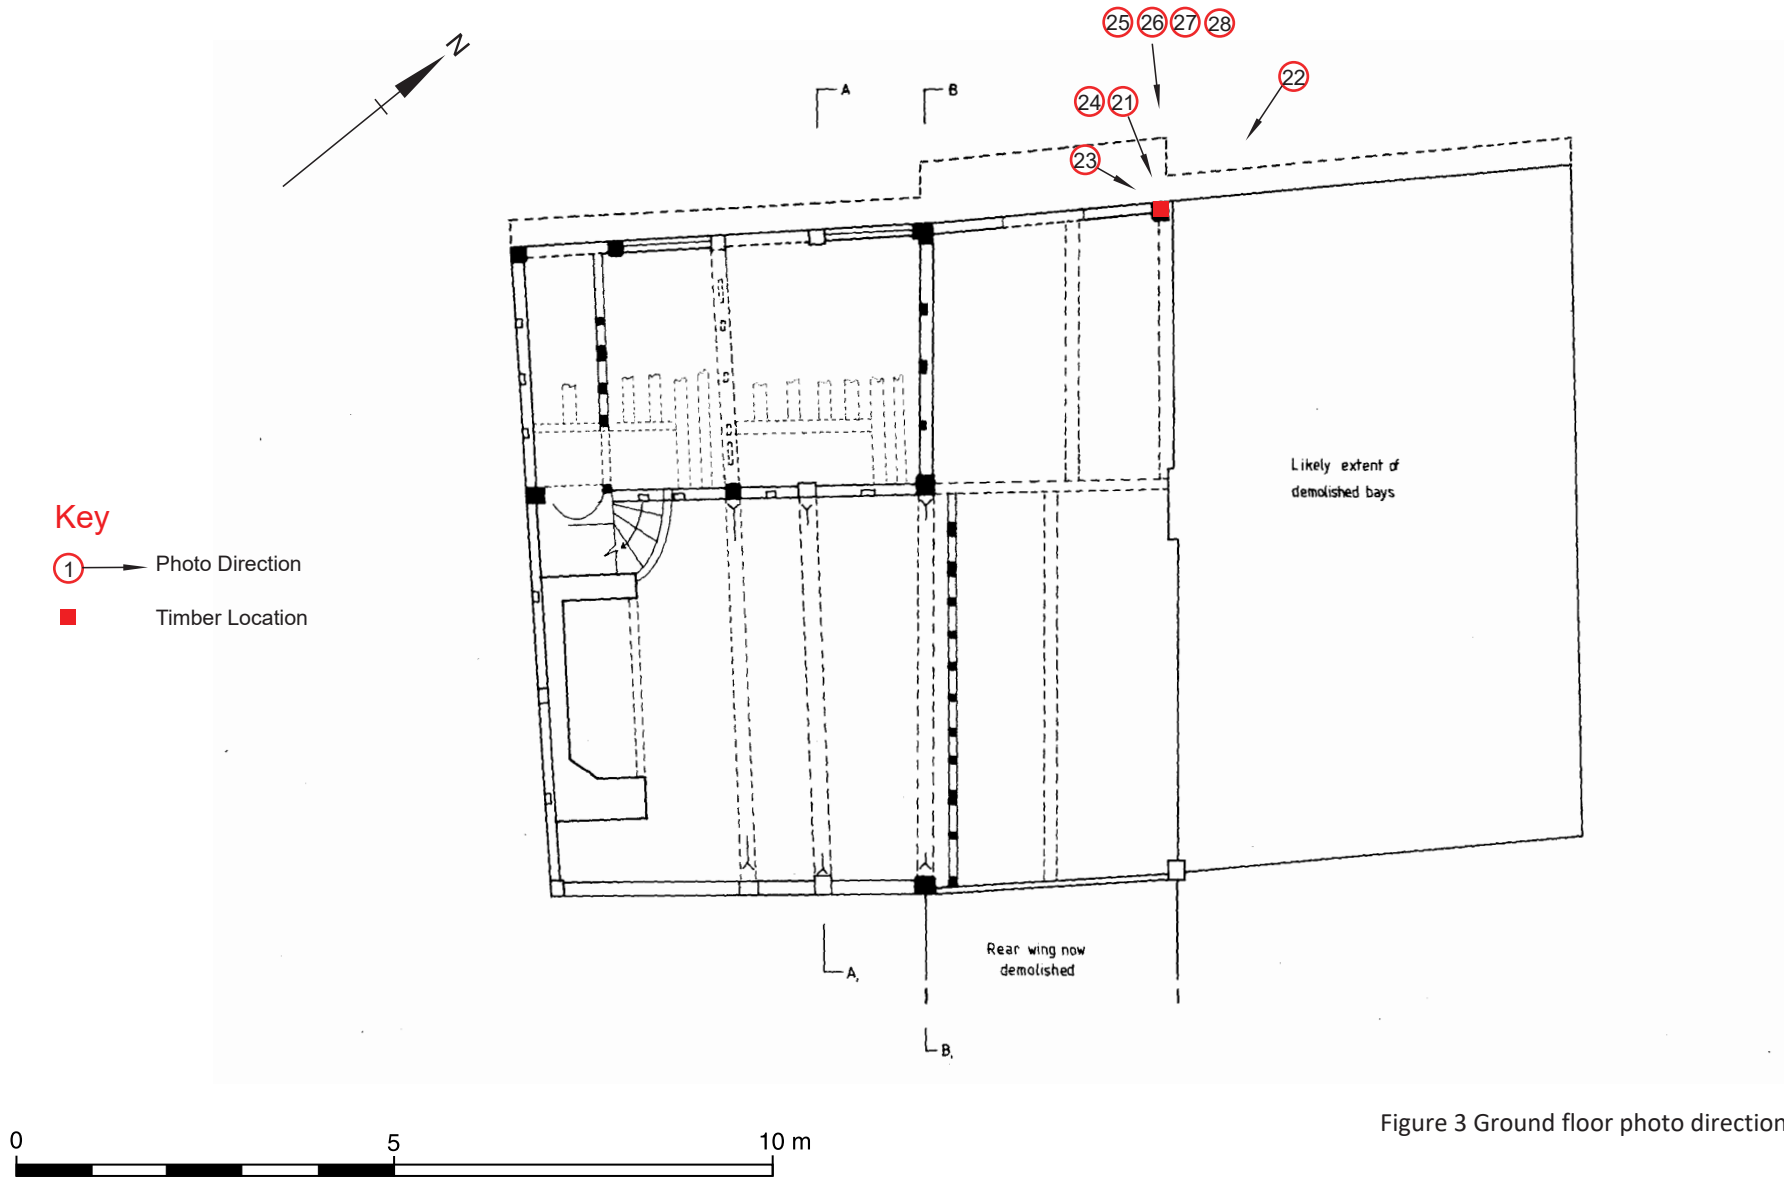 25 26 27 28
N
22
A
B
24 21
23
Likely extent of
demolished bays
Key
1 Photo Direction
Timber Location
Rear wing now
demolished
A,
B,
0 5 10 m
Figure 3 Ground floor photo direction